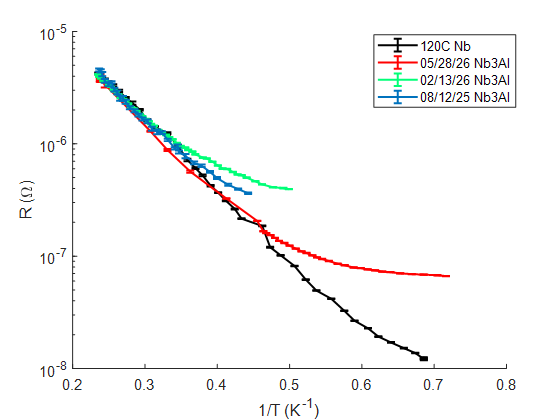 10^-5
120C Nb
05/28/26 Nb3Al
02/13/26 Nb3Al
08/12/25 Nb3Al
10^-6
R (Ω)
10^-7
10^-8
0.2 0.3 0.4 0.5 0.6 0.7 0.8
1/T (K^-1)